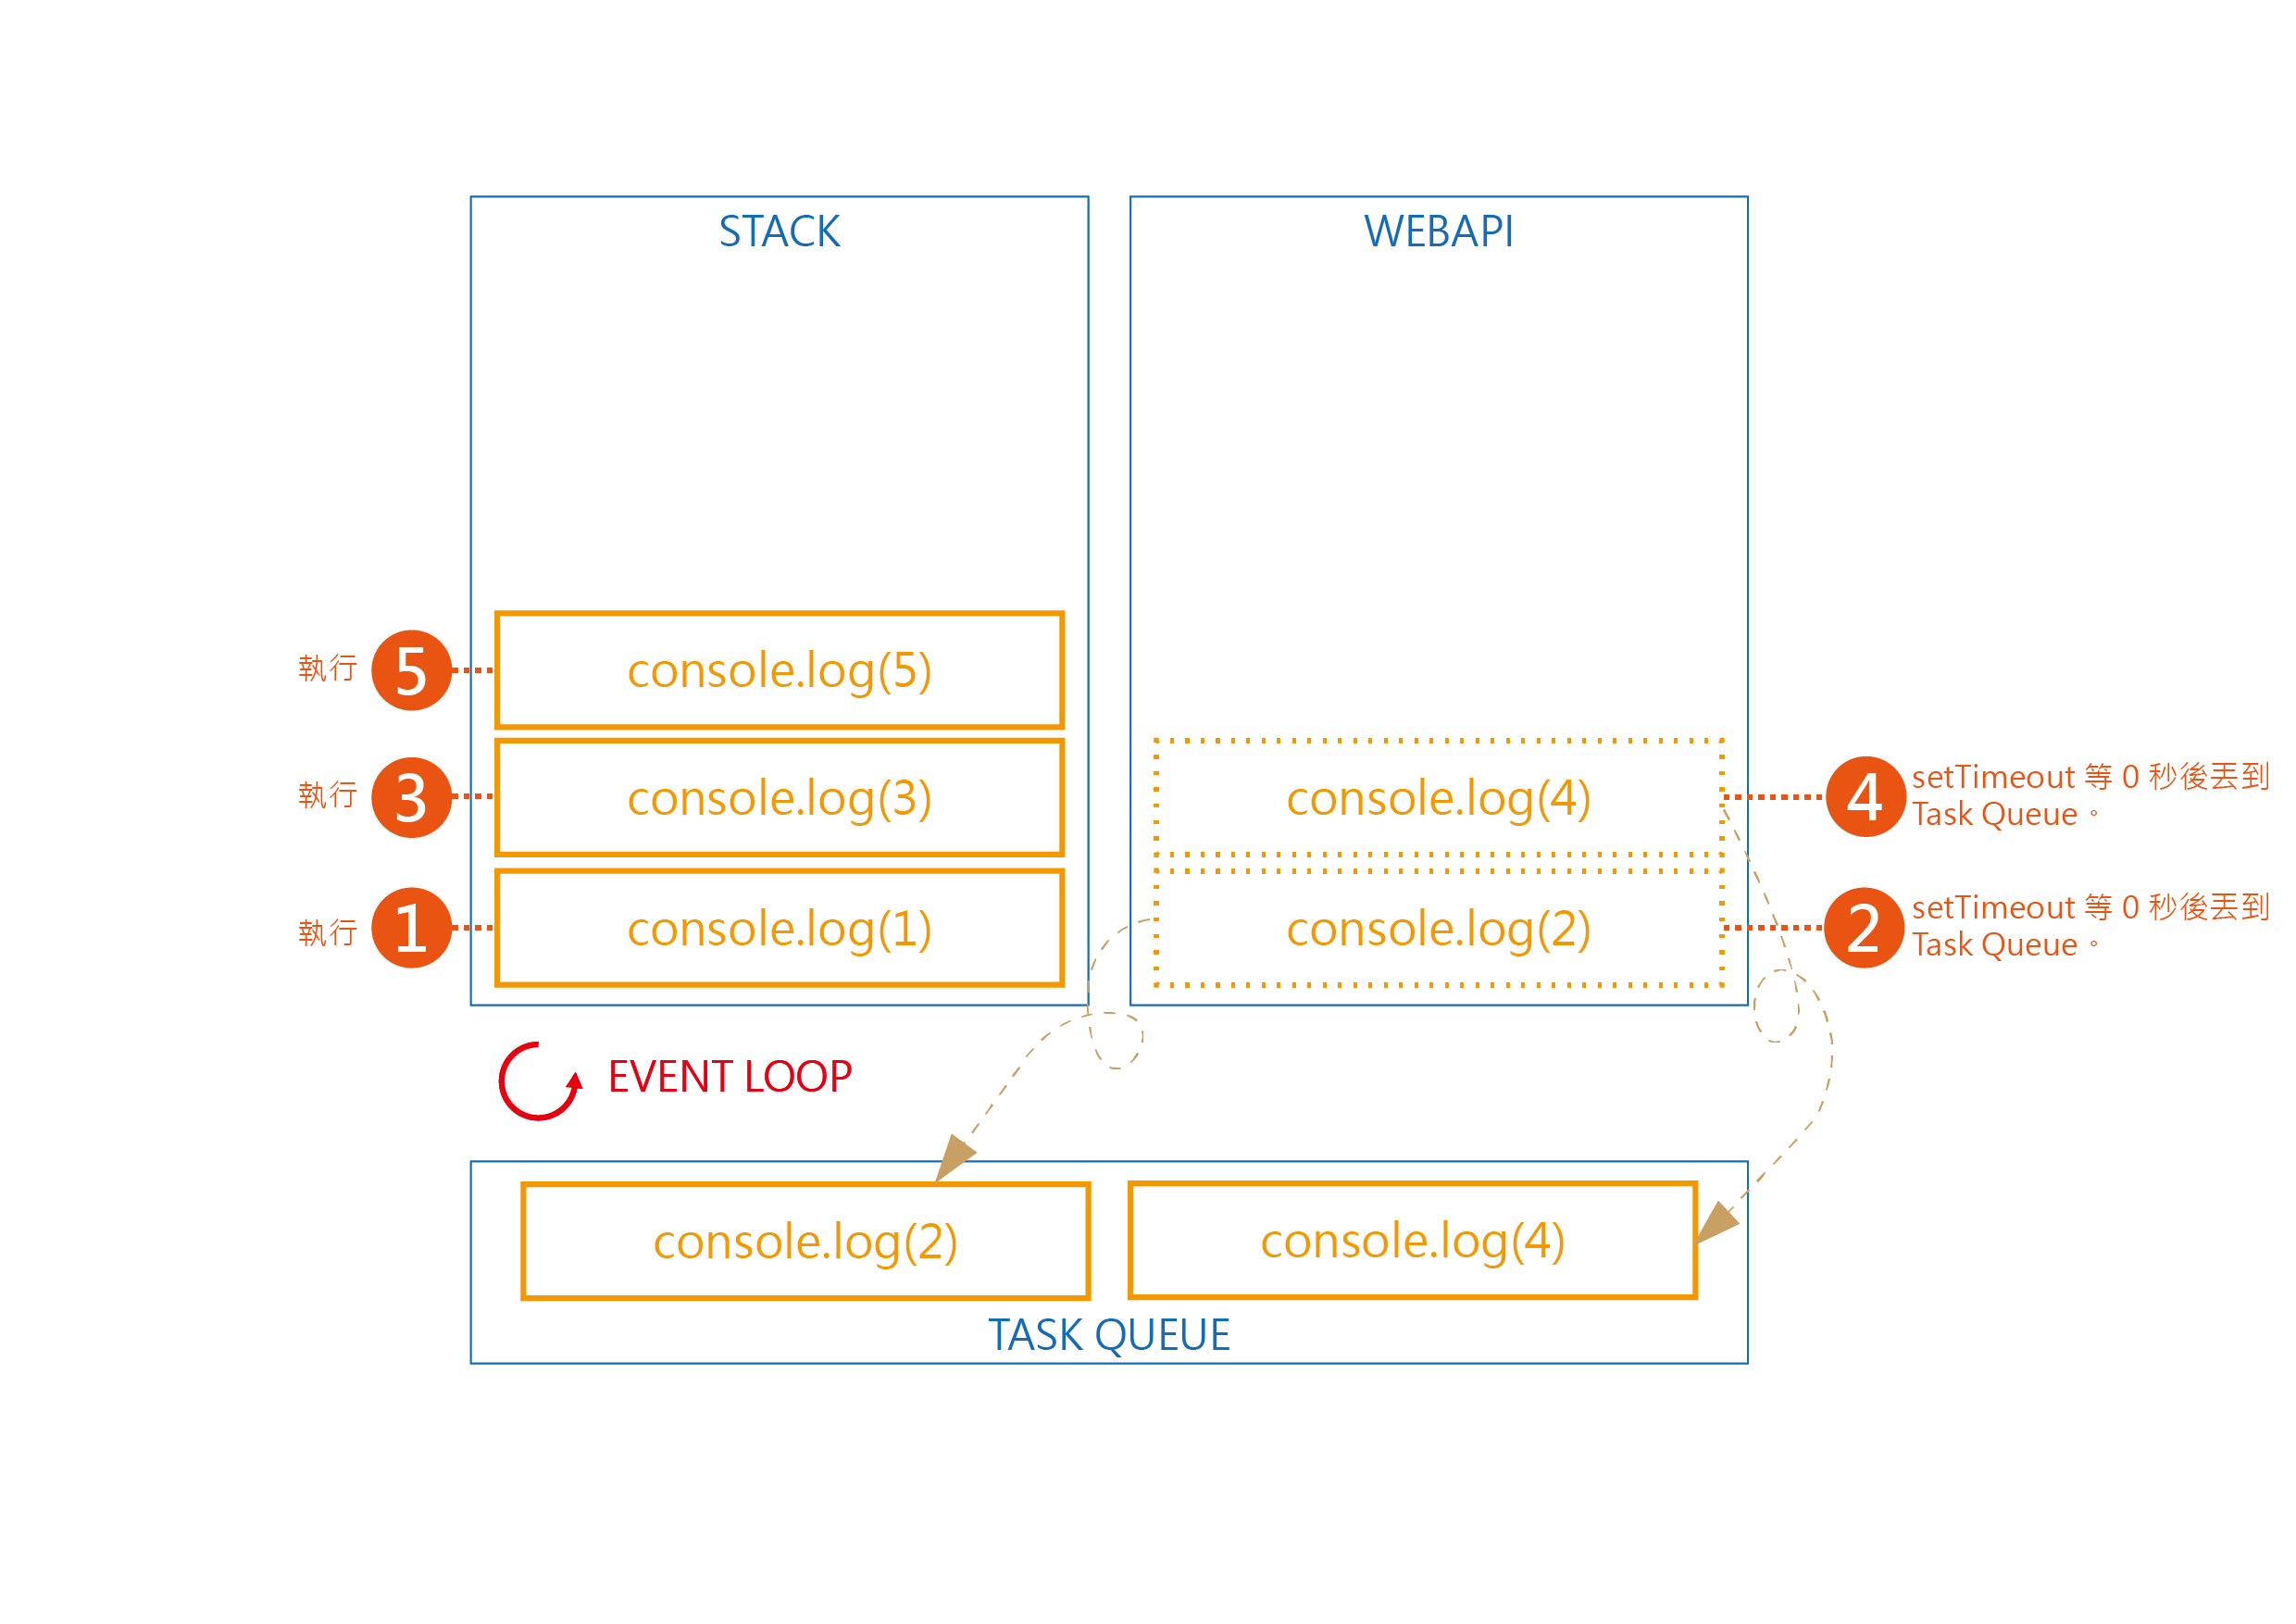 STACK
WEBAPI
執行
5
console.log(5)
執行
3
console.log(3)
console.log(4)
4
setTimeout 等 0 秒後丟到
Task Queue。
執行
1
console.log(1)
console.log(2)
2
setTimeout 等 0 秒後丟到
Task Queue。
EVENT LOOP
console.log(2)
console.log(4)
TASK QUEUE